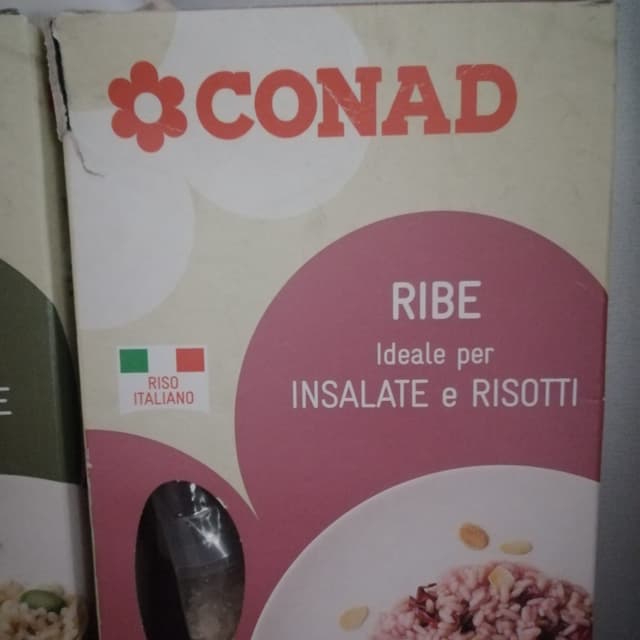 CONAD
RIBE
Ideale per
INSALATE e RISOTTI
RISO
ITALIANO
E